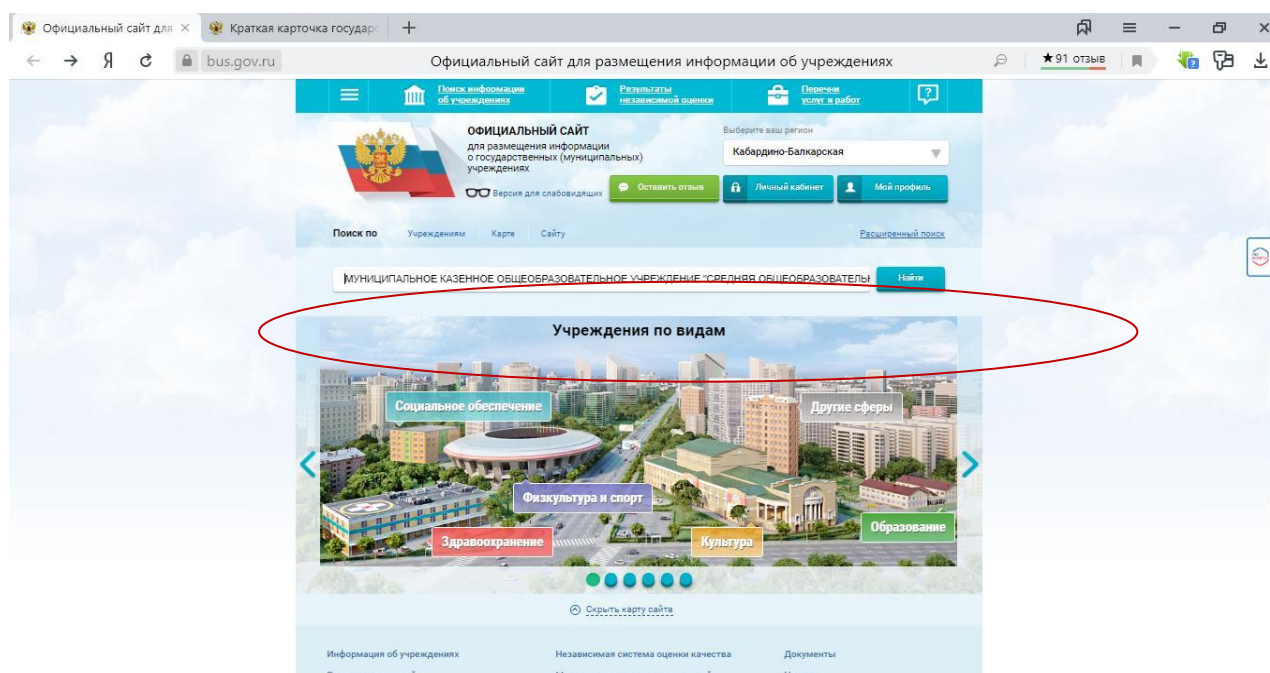 Официальный сайт для
Краткая карточка государс
bus.gov.ru
Официальный сайт для размещения информации об учреждениях
★91 отзыв
Поиск информации
об учреждениях
Результаты
независимой оценки
Перечни
услуг и работ
ОФИЦИАЛЬНЫЙ САЙТ
для размещения информации
о государственных (муниципальных)
учреждениях
Версия для слабовидящих
Выберите ваш регион
Кабардино-Балкарская
Оставить отзыв
Личный кабинет
Мой профиль
Поиск по
Учреждениям
Карте
Сайту
Расширенный поиск
МУНИЦИПАЛЬНОЕ КАЗЕННОЕ ОБЩЕОБРАЗОВАТЕЛЬНОЕ УЧРЕЖДЕНИЕ "СРЕДНЯЯ ОБЩЕОБРАЗОВАТЕЛЬН
Найти
Учреждения по видам
Социальное обеспечение
Другие сферы
Физкультура и спорт
Образование
Здравоохранение
Культура
Скрыть карту сайта
Информация об учреждениях
Независимая система оценки качества
Документы